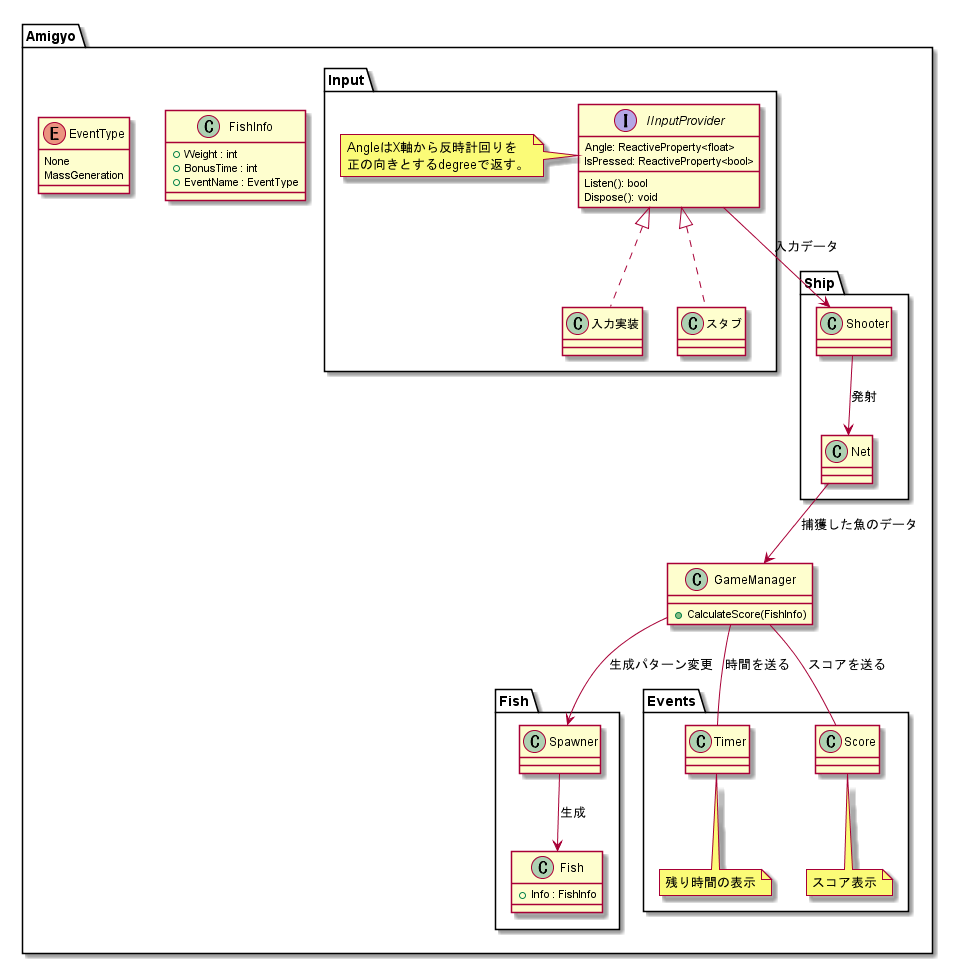 Amigyo
Input
E EventType
None
MassGeneration
C FishInfo
Weight : int
BonusTime : int
EventName : EventType
AngleはX軸から反時計回りを
正の向きとするdegreeで返す。
I IInputProvider
Angle: ReactiveProperty<float>
IsPressed: ReactiveProperty<bool>
Listen(): bool
Dispose(): void
入力データ
C 入力実装
C スタブ
Ship
C Shooter
発射
C Net
捕獲した魚のデータ
C GameManager
CalculateScore(FishInfo)
生成パターン変更
時間を送る
スコアを送る
Fish
C Spawner
生成
C Fish
Info : FishInfo
Events
C Timer
C Score
残り時間の表示
スコア表示